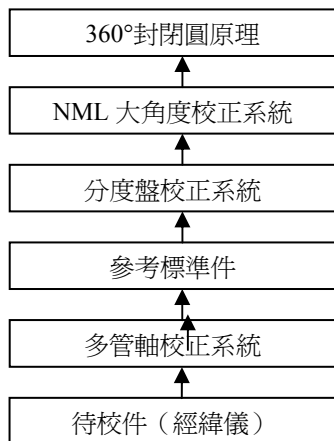 360°封閉圓原理
NML 大角度校正系統
分度盤校正系統
參考標準件
多管軸校正系統
待校件（經緯儀）